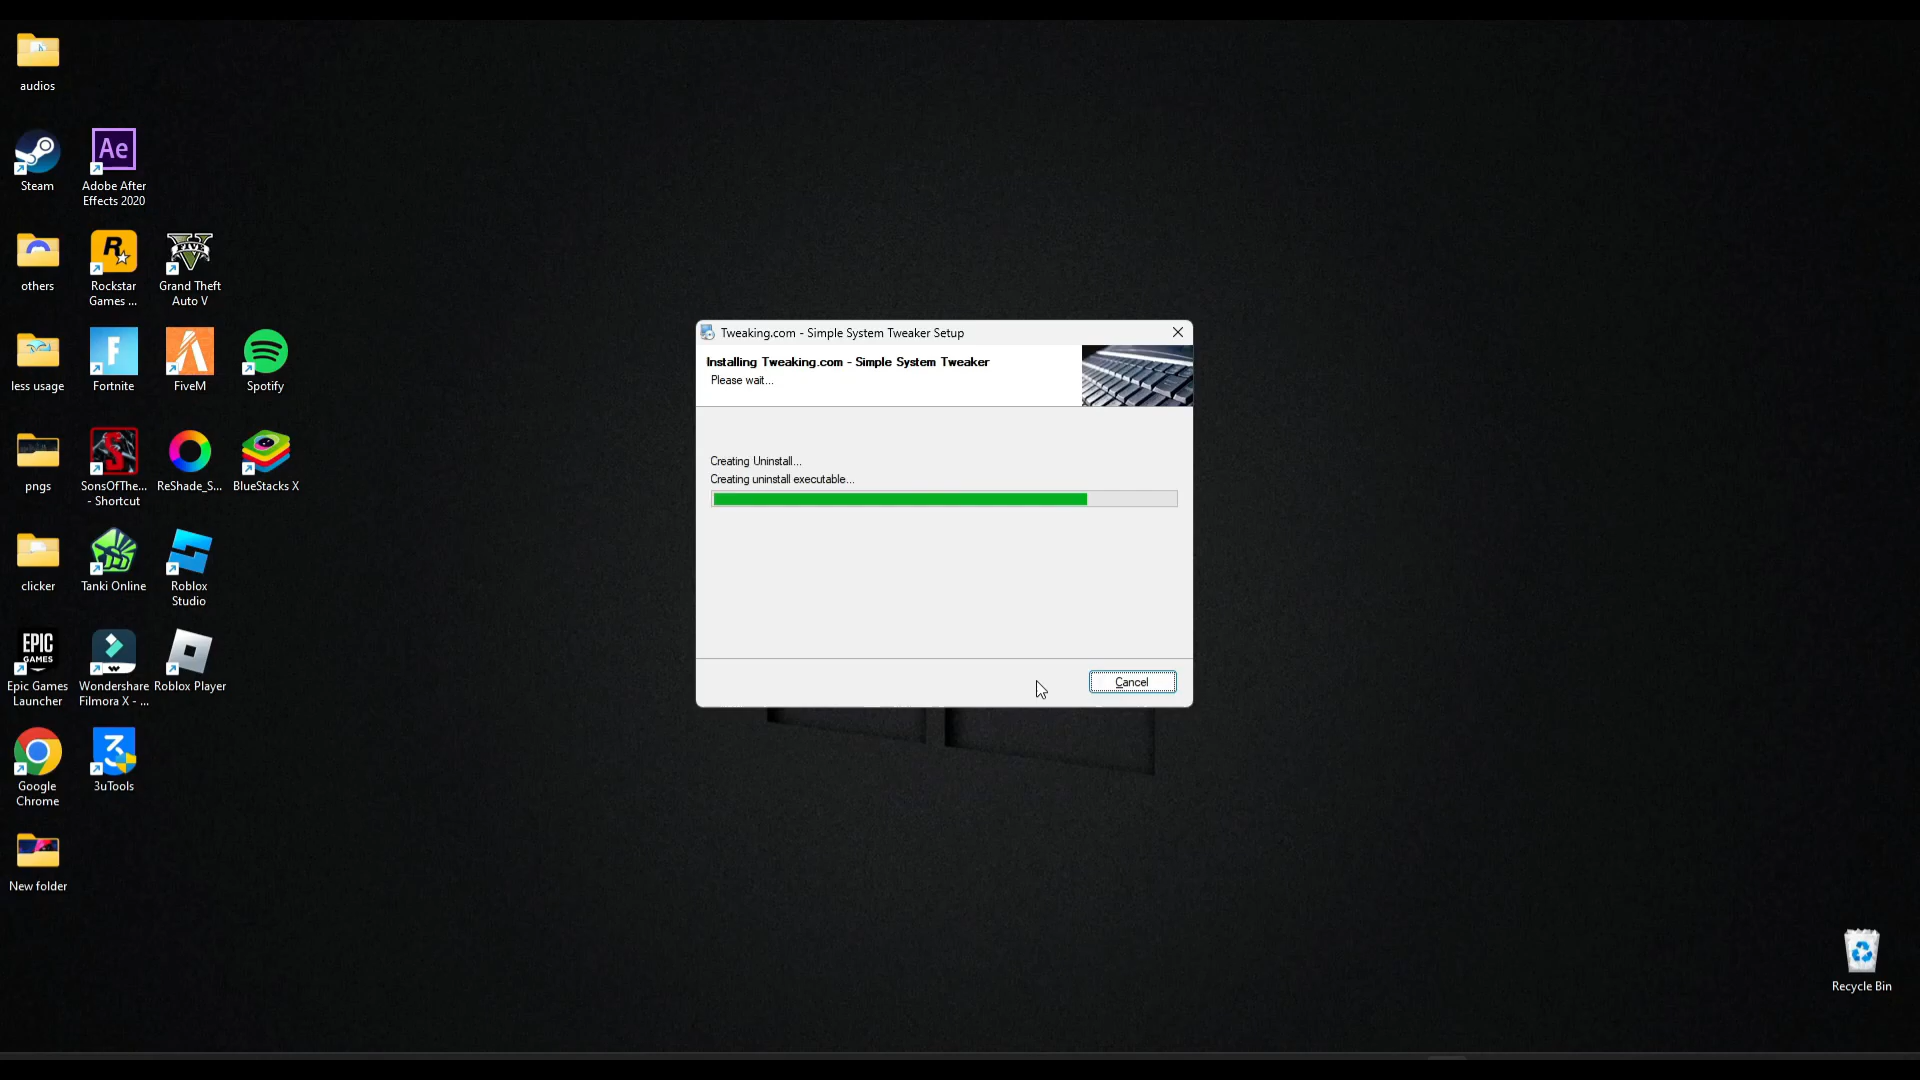 audios
Steam
Adobe After
Effects 2020
others
Rockstar
Games ...
Grand Theft
Auto V
less usage
Fortnite
FiveM
Spotify
pngs
SonsOfThe...
- Shortcut
ReShade_S...
BlueStacks X
clicker
Tanki Online
Roblox
Studio
Epic Games
Launcher
Wondershare
Filmora X - ...
Roblox Player
Google
Chrome
3uTools
New folder
Recycle Bin
Ae
R
FIVE
V
F
S
EPIC
GAMES
Tweaking.com - Simple System Tweaker Setup
Installing Tweaking.com - Simple System Tweaker
Please wait...
Creating Uninstall...
Creating uninstall executable...
Cancel